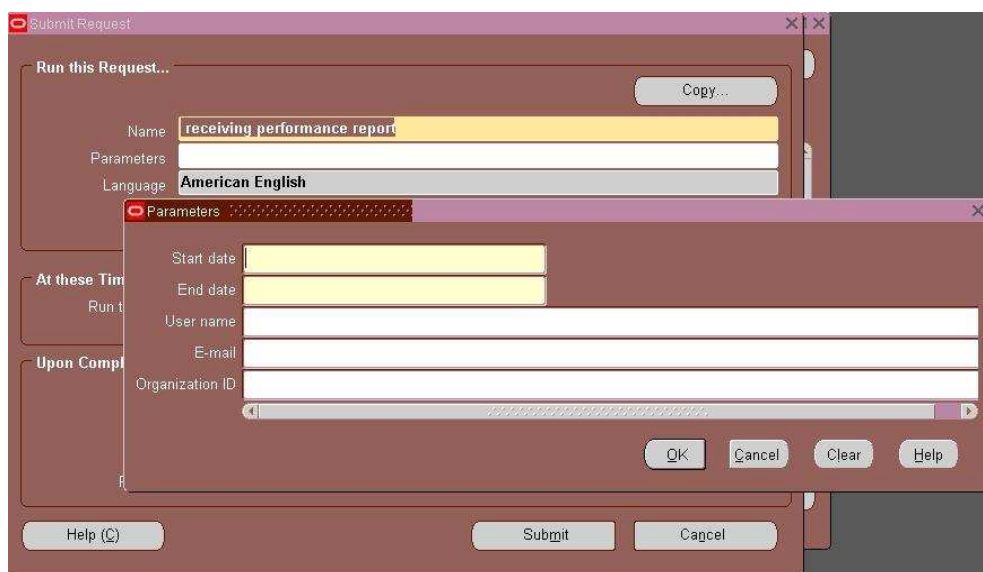 Submit Request
Run this Request...
Copy...
Name receiving performance report
Parameters
Language American English
Parameters
Start date
At these Tim
End date
Run t
User name
E-mail
Upon Compl
Organization ID
OK Cancel Clear Help
Help (C) Submit Cancel